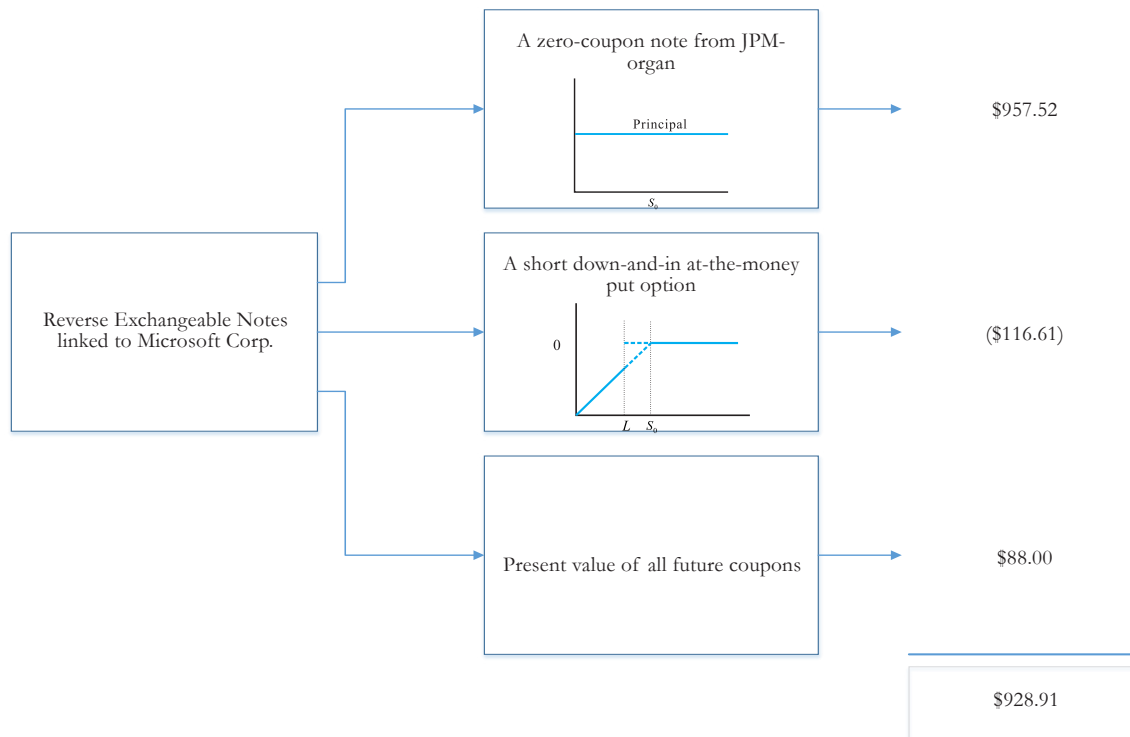 A zero-coupon note from JPM-
organ
Principal
S₀
$957.52
Reverse Exchangeable Notes
linked to Microsoft Corp.
A short down-and-in at-the-money
put option
0
L S₀
($116.61)
Present value of all future coupons
$88.00
$928.91